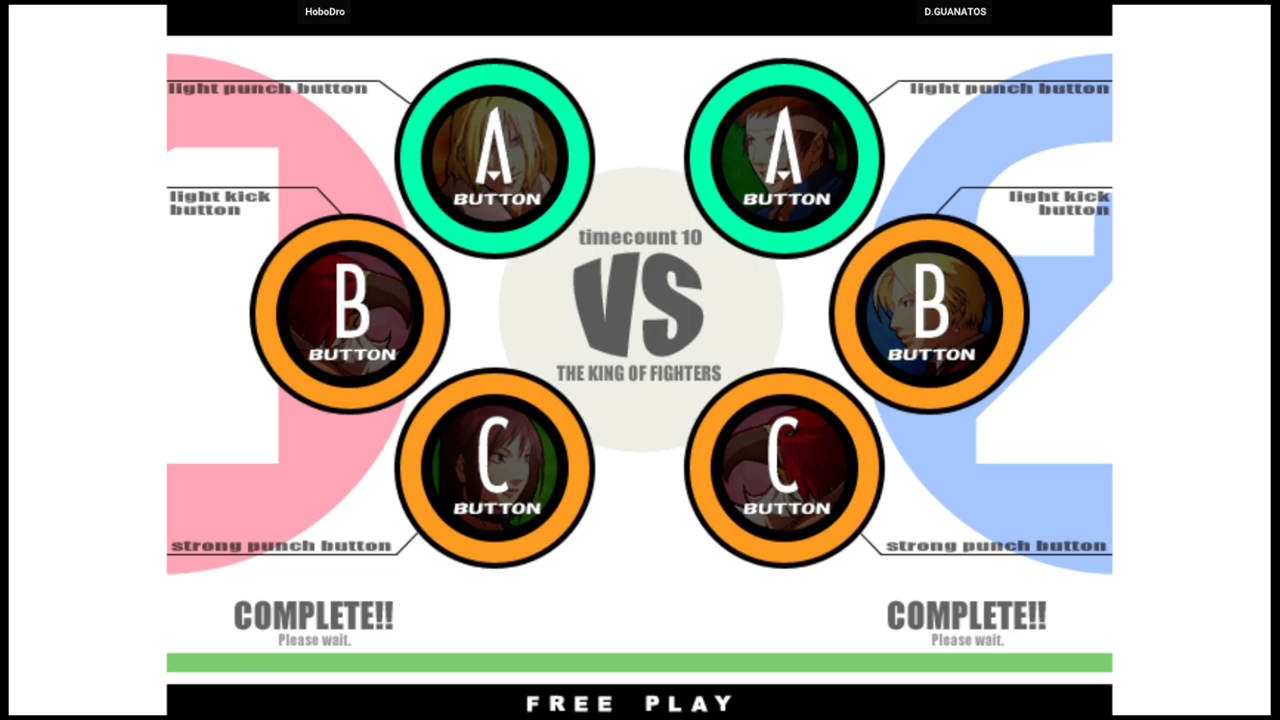 HoboDro
D.GUANATOS
light punch button
light punch button
A
BUTTON
A
BUTTON
light kick
button
light kick
button
timecount 10
VS
THE KING OF FIGHTERS
B
BUTTON
B
BUTTON
C
BUTTON
C
BUTTON
strong punch button
strong punch button
COMPLETE!!
Please wait.
COMPLETE!!
Please wait.
FREE PLAY